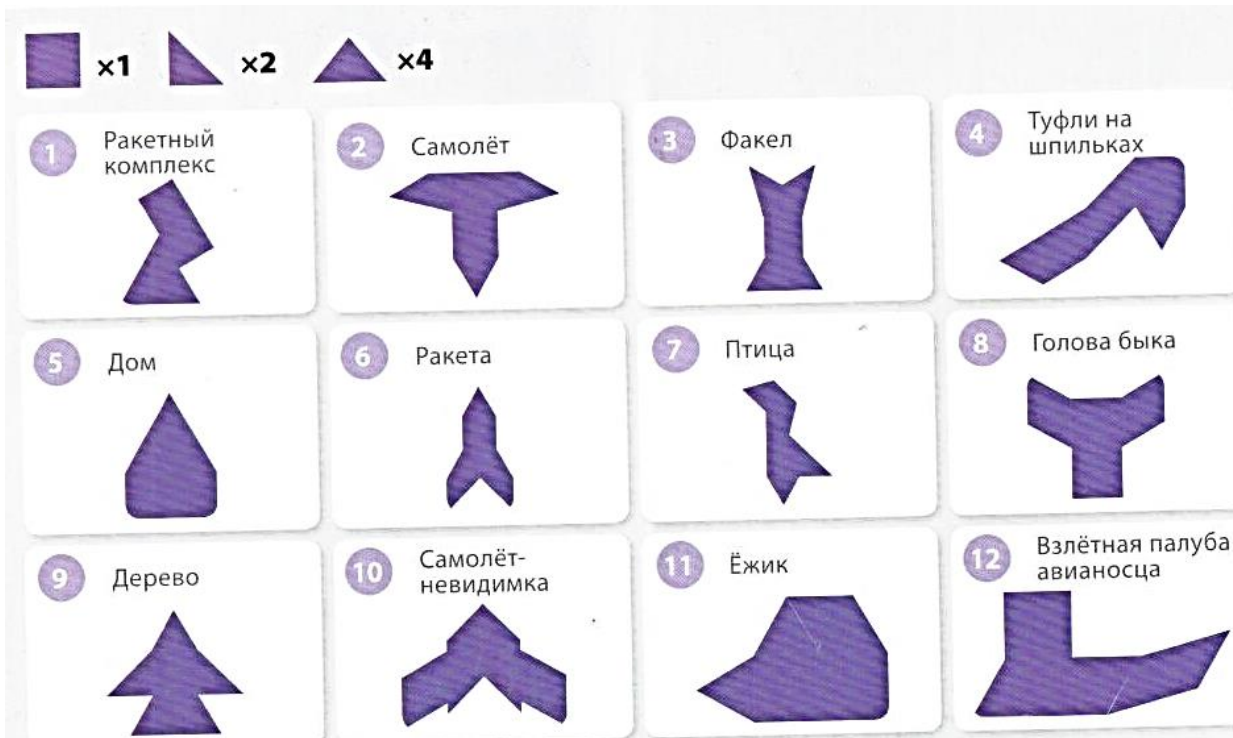 ×1 ×2 ×4
1 Ракетный
комплекс
2 Самолёт
3 Факел
4 Туфли на
шпильках
5 Дом
6 Ракета
7 Птица
8 Голова быка
9 Дерево
10 Самолёт-
невидимка
11 Ёжик
12 Взлётная палуба
авианосца